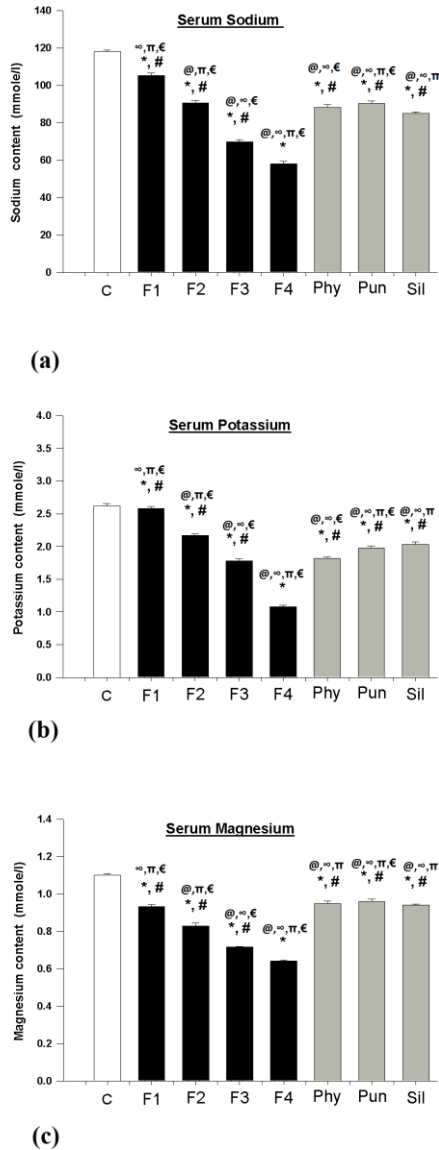 Serum Sodium
140
120
100
80
60
40
20
0
Sodium content (mmole/l)
∞,π,€
*, #
@,π,€
*, #
@,∞,€
*, #
@,∞,π,€
*
@,∞,€
*, #
@,∞,π,€
*, #
@,∞,π
*, #
C F1 F2 F3 F4 Phy Pun Sil
(a)
Serum Potassium
4.0
3.5
3.0
2.5
2.0
1.5
1.0
0.5
0.0
Potassium content (mmole/l)
∞,π,€
*, #
@,π,€
*, #
@,∞,€
*, #
@,∞,π,€
*
@,∞,€
*, #
@,∞,π,€
*, #
@,∞,π
*, #
C F1 F2 F3 F4 Phy Pun Sil
(b)
Serum Magnesium
1.4
1.2
1.0
0.8
0.6
0.4
0.2
0.0
Magnesium content (mmole/l)
∞,π,€
*, #
@,π,€
*, #
@,∞,€
*, #
@,∞,π,€
*
@,∞,π
*, #
@,∞,π,€
*, #
@,∞,π
*, #
C F1 F2 F3 F4 Phy Pun Sil
(c)